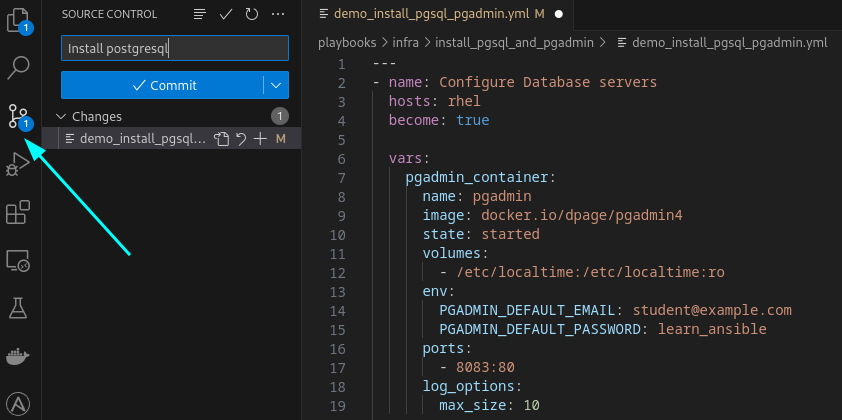 SOURCE CONTROL
Install postgresql
Commit
Changes
1
demo_install_pgsql... M
1
1
demo_install_pgsql_pgadmin.yml M
playbooks > infra > install_pgsql_and_pgadmin > demo_install_pgsql_pgadmin.yml
1 ---
2 - name: Configure Database servers
3 hosts: rhel
4 become: true
5
6 vars:
7 pgadmin_container:
8 name: pgadmin
9 image: docker.io/dpage/pgadmin4
10 state: started
11 volumes:
12 - /etc/localtime:/etc/localtime:ro
13 env:
14 PGADMIN_DEFAULT_EMAIL: student@example.com
15 PGADMIN_DEFAULT_PASSWORD: learn_ansible
16 ports:
17 - 8083:80
18 log_options:
19 max_size: 10